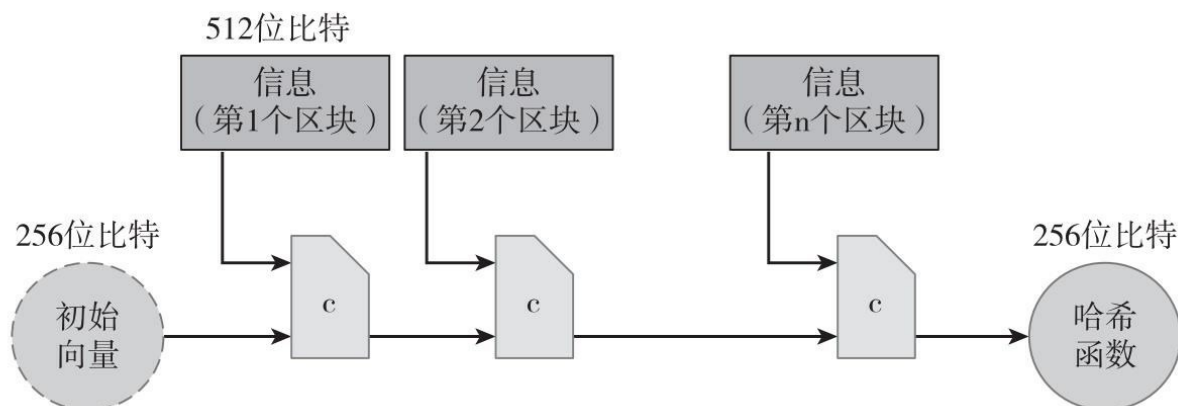 512位比特
信息
（第1个区块）
信息
（第2个区块）
信息
（第n个区块）
256位比特
初始
向量
c
c
c
256位比特
哈希
函数